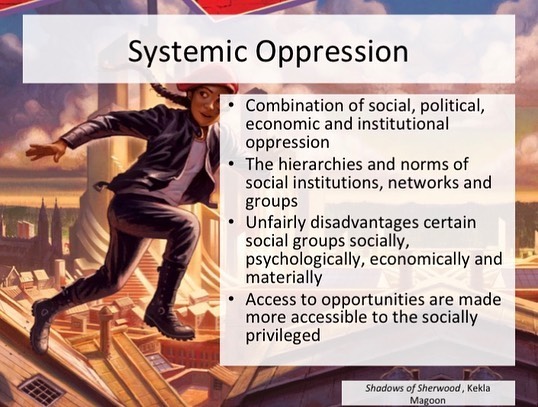 Systemic Oppression
• Combination of social, political,
economic and institutional
oppression
• The hierarchies and norms of
social institutions, networks and
groups
• Unfairly disadvantages certain
social groups socially,
psychologically, economically and
materially
• Access to opportunities are made
more accessible to the socially
privileged
Shadows of Sherwood, Kekla
Magoon